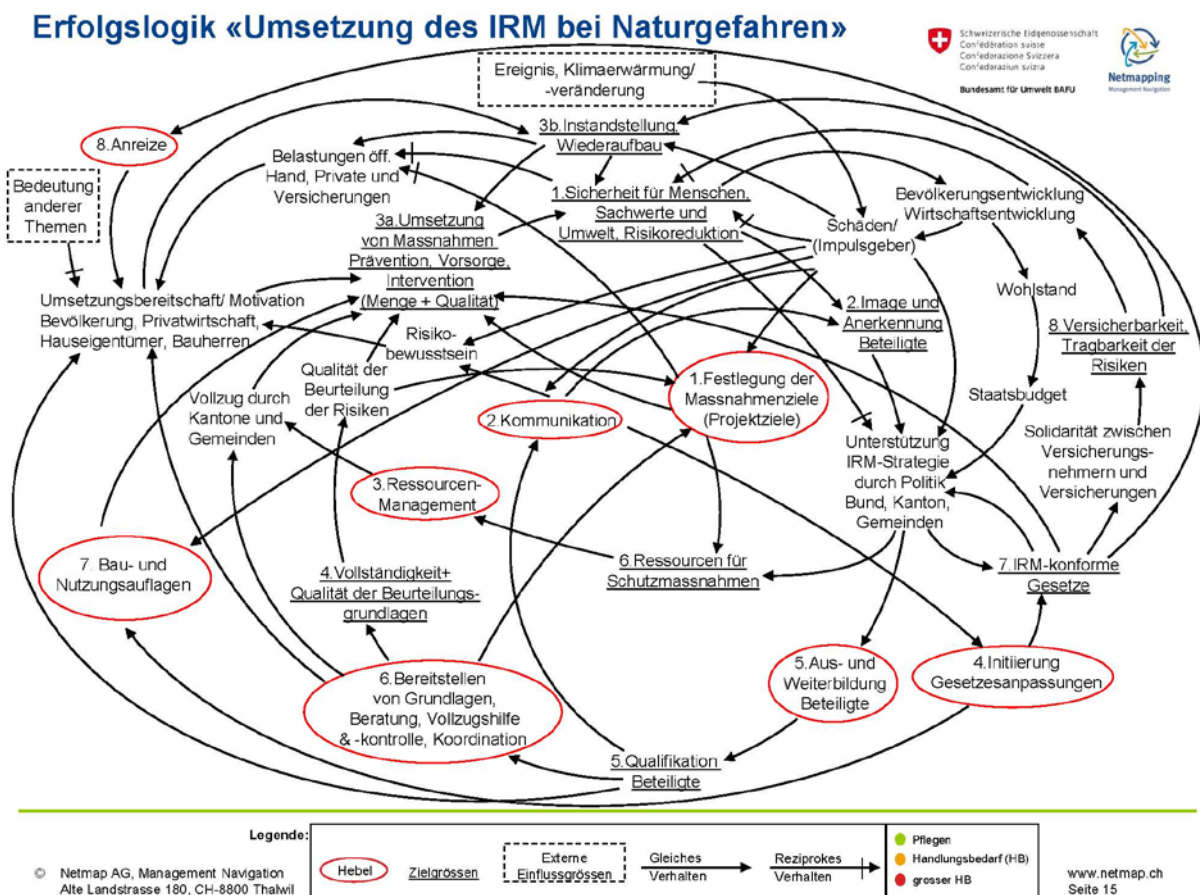 Erfolgslogik «Umsetzung des IRM bei Naturgefahren»
Schweizerische Eidgenossenschaft
Confédération suisse
Confederazione Svizzera
Confederaziun svizra
Bundesamt für Umwelt BAFU
Netmapping
Management Navigation
Ereignis, Klimaerwärmung/
-veränderung
8.Anreize
3b.Instandstellung,
Wiederaufbau
Belastungen öff.
Hand, Private und
Versicherungen
Bedeutung
anderer
Themen
1.Sicherheit für Menschen,
Sachwerte und
Umwelt, Risikoreduktion
Bevölkerungsentwicklung
Wirtschaftsentwicklung
3a.Umsetzung
von Massnahmen
Prävention, Vorsorge,
Intervention
(Menge + Qualität)
Schäden/
(Impulsgeber)
Umsetzungsbereitschaft/ Motivation
Bevölkerung, Privatwirtschaft,
Hauseigentümer, Bauherren
Wohlstand
2.Image und
Anerkennung
Beteiligte
8.Versicherbarkeit,
Tragbarkeit der
Risiken
Risiko-
bewusstsein
Qualität der
Beurteilung
der Risiken
1.Festlegung der
Massnahmenziele
(Projektziele)
Vollzug durch
Kantone und
Gemeinden
2.Kommunikation
Staatsbudget
Unterstützung
IRM-Strategie
durch Politik
Bund, Kanton,
Gemeinden
Solidarität zwischen
Versicherungs-
nehmern und
Versicherungen
3.Ressourcen-
Management
7. Bau- und
Nutzungsauflagen
4.Vollständigkeit+
Qualität der Beurteilungs-
grundlagen
6.Ressourcen für
Schutzmassnahmen
7.IRM-konforme
Gesetze
6.Bereitstellen
von Grundlagen,
Beratung, Vollzugshilfe
& -kontrolle, Koordination
5.Aus- und
Weiterbildung
Beteiligte
4.Initiierung
Gesetzesanpassungen
5.Qualifikation
Beteiligte
Legende:
Hebel
Zielgrössen
Externe
Einflussgrössen
Gleiches
Verhalten
Reziprokes
Verhalten
Pflegen
Handlungsbedarf (HB)
grosser HB
© Netmap AG, Management Navigation
Alte Landstrasse 180, CH-8800 Thalwil
www.netmap.ch
Seite 15